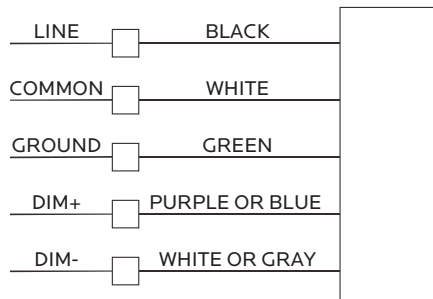 LINE BLACK
COMMON WHITE
GROUND GREEN
DIM+ PURPLE OR BLUE
DIM- WHITE OR GRAY